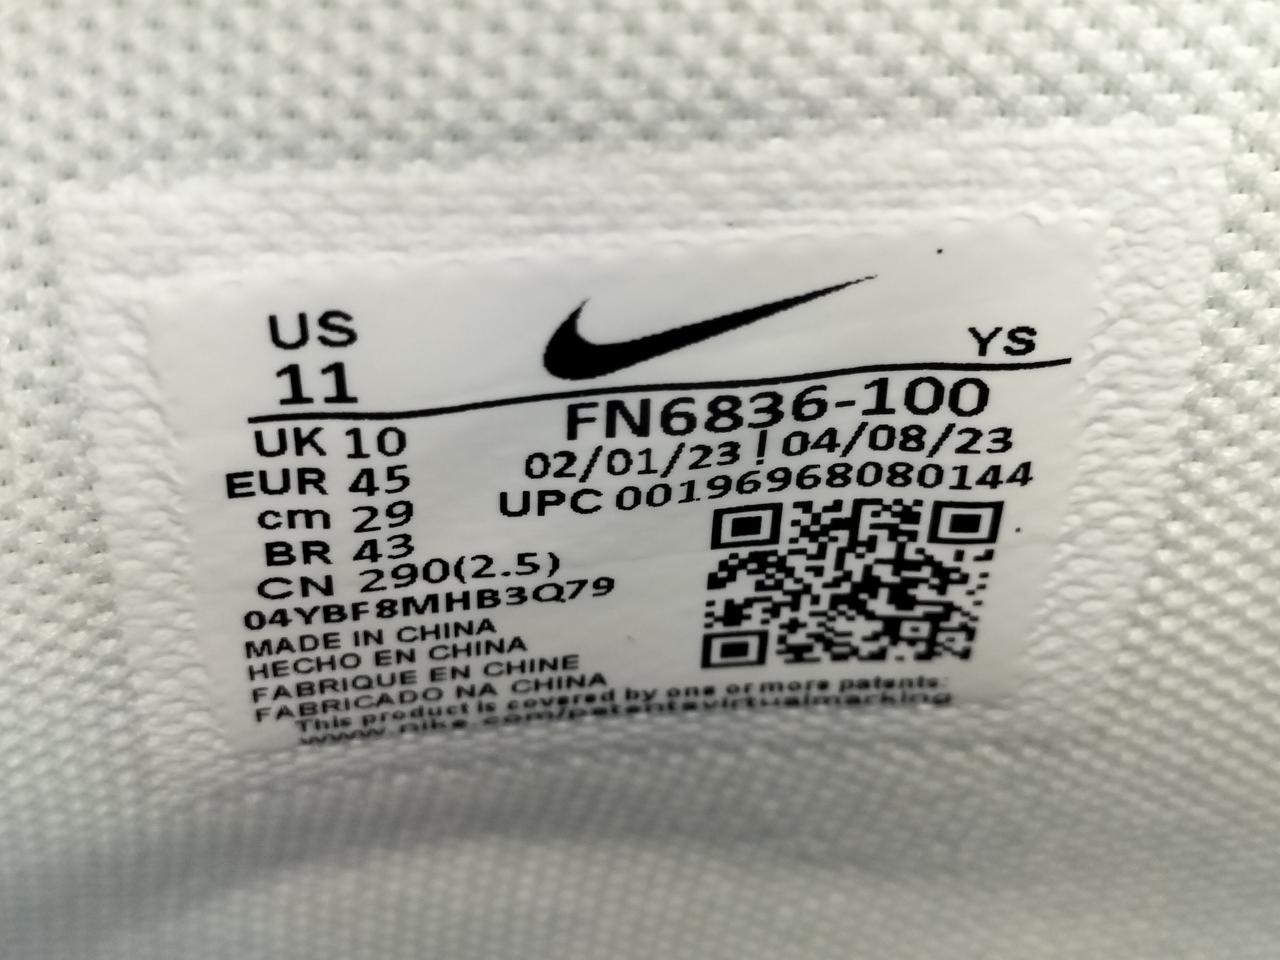 US
11
YS
FN6836-100
02/01/23 | 04/08/23
UPC 00196968080144
UK 10
EUR 45
cm 29
BR 43
CN 290(2.5)
04YBF8MHB3Q79
MADE IN CHINA
HECHO EN CHINA
FABRIQUE EN CHINE
FABRICADO NA CHINA
This product is covered by one or more patents:
www.nike.com/patentsvirtualmarking